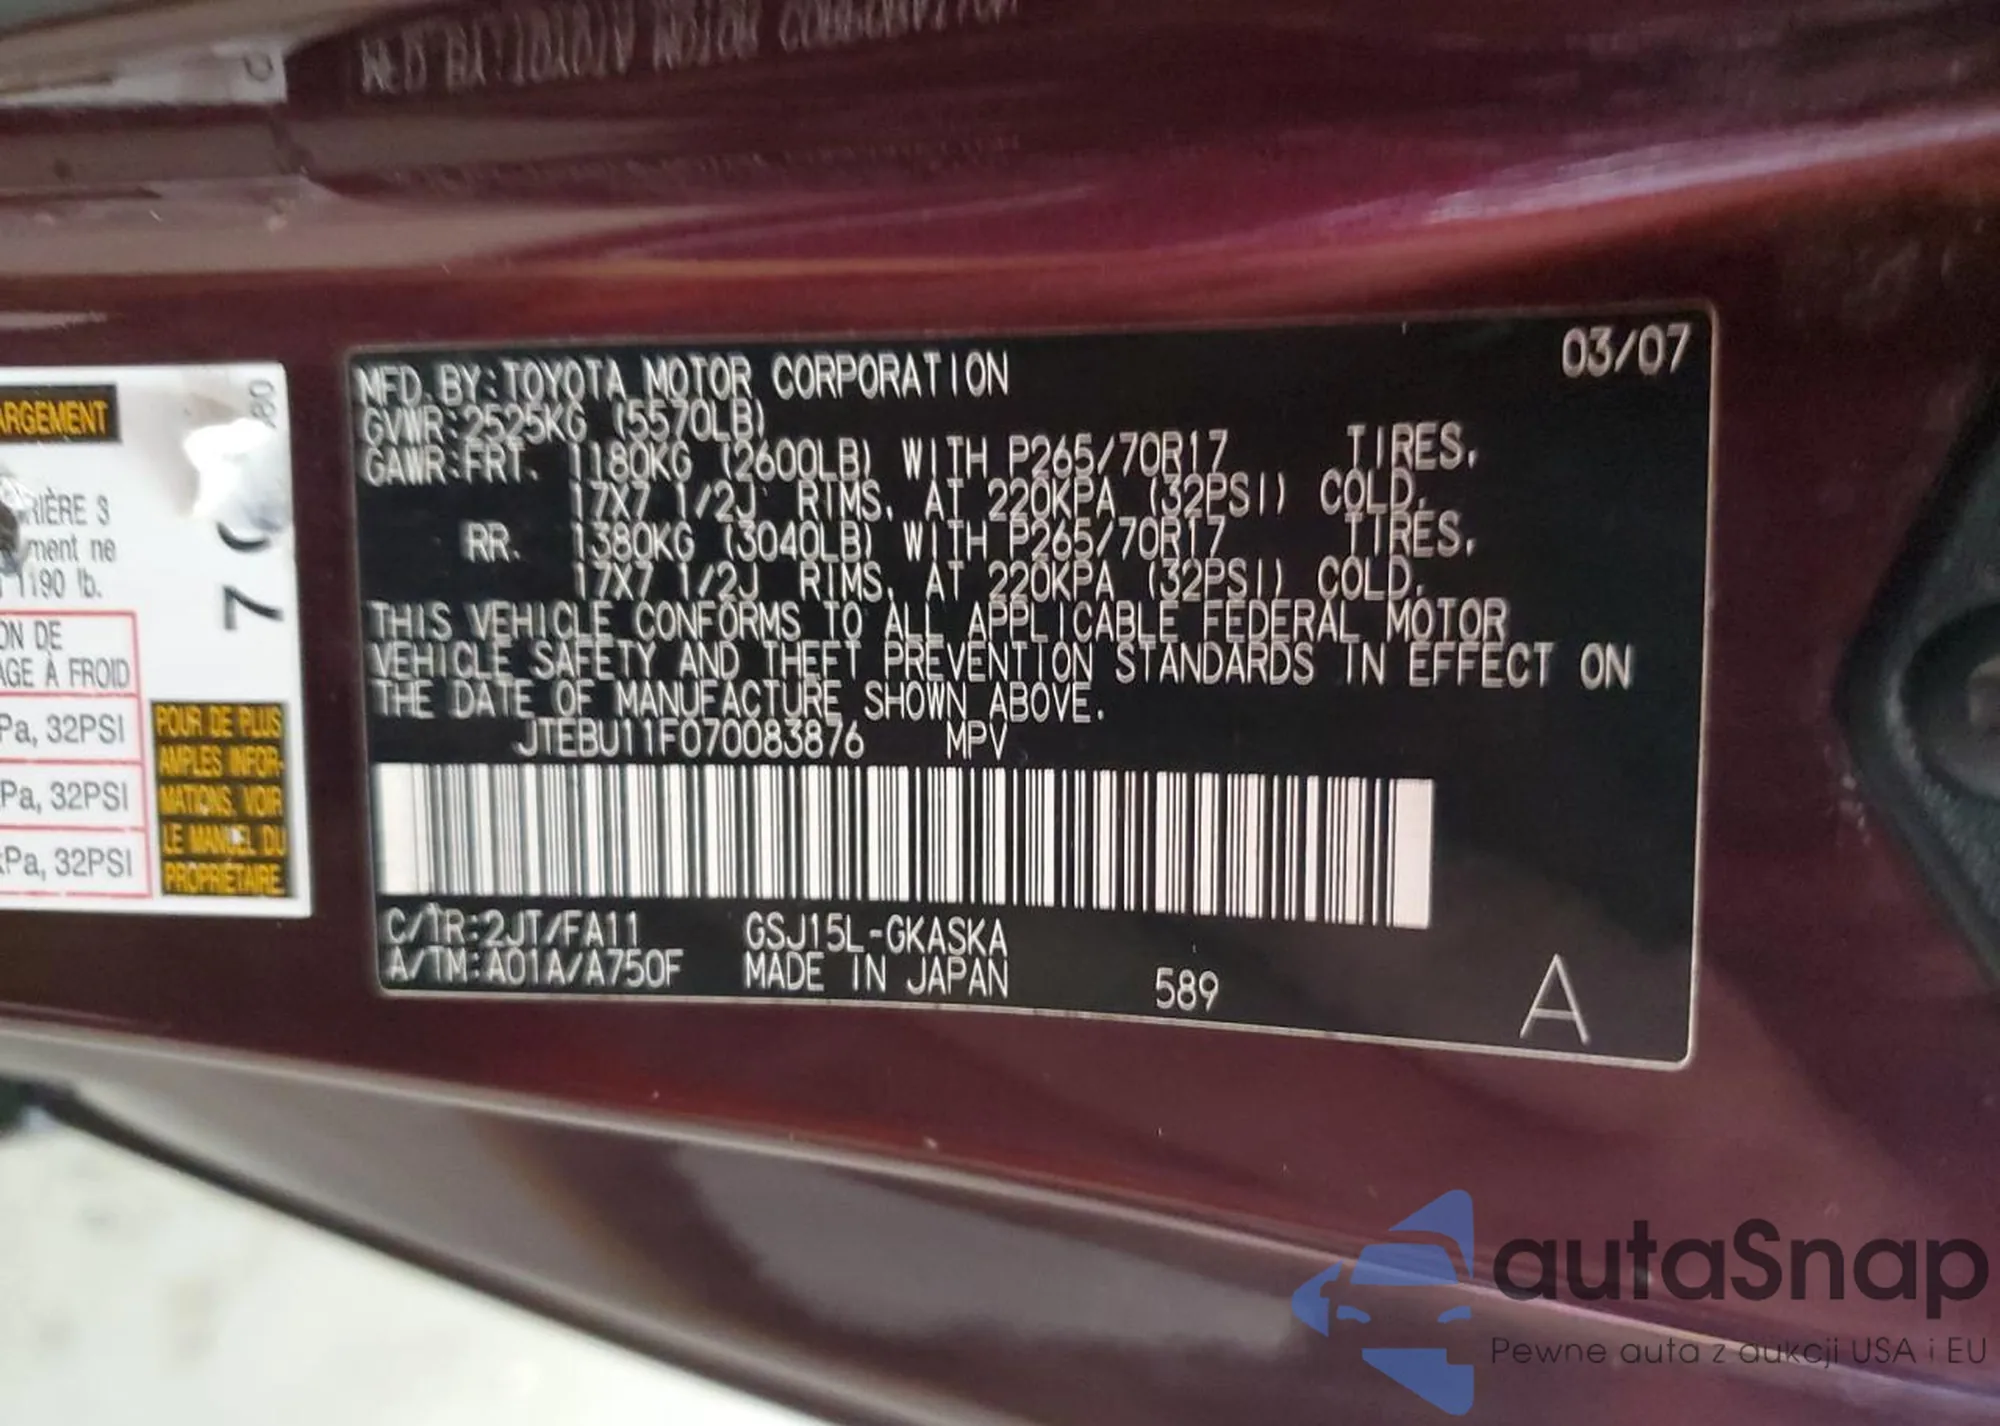 MFD. BY: TOYOTA MOTOR CORPORATION 03/07
GVWR: 2525KG (5570LB)
GAWR: FRT. 1180KG (2600LB) WITH P265/70R17 TIRES,
17X7 1/2J RIMS, AT 220KPA (32PSI) COLD.
RR. 1380KG (3040LB) WITH P265/70R17 TIRES,
17X7 1/2J RIMS, AT 220KPA (32PSI) COLD.
THIS VEHICLE CONFORMS TO ALL APPLICABLE FEDERAL MOTOR
VEHICLE SAFETY AND THEFT PREVENTION STANDARDS IN EFFECT ON
THE DATE OF MANUFACTURE SHOWN ABOVE.
JTEBU11F070083876 MPV
C/TR: 2JT/FA11 GSJ15L-GKASKA
A/TM: A01A/A750F MADE IN JAPAN 589 A
ARGEMENT
RIÈRE 3
ment ne
1190 lb.
ON DE
AGE À FROID
Pa, 32PSI
Pa, 32PSI
kPa, 32PSI
POUR DE PLUS
AMPLES INFOR-
MATIONS, VOIR
LE MANUEL DU
PROPRIÉTAIRE
autaSnap
Pewne auta z aukcji USA i EU